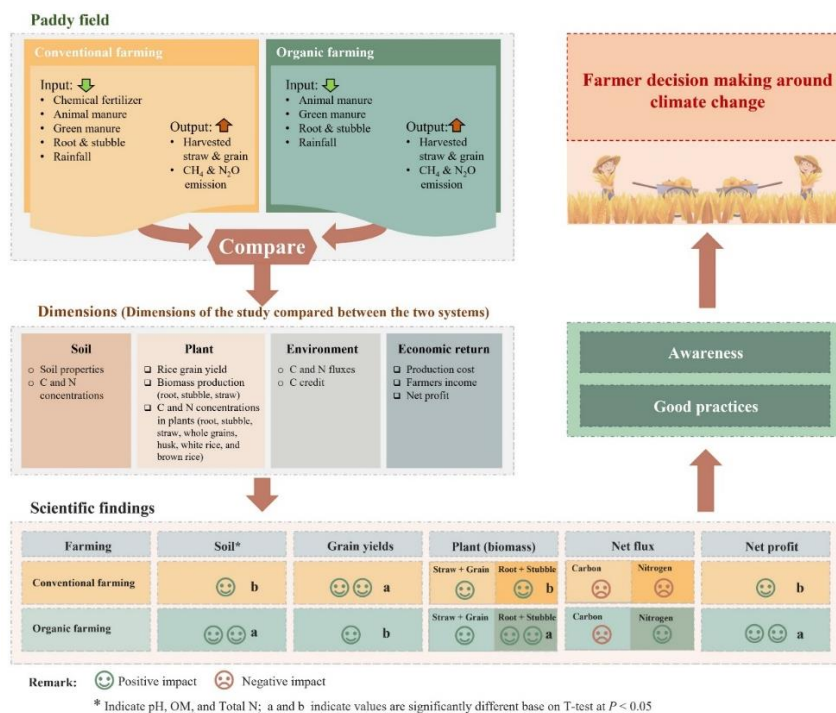 Paddy field
Conventional farming
Input:
• Chemical fertilizer
• Animal manure
• Green manure
• Root & stubble
• Rainfall
Output:
• Harvested
straw & grain
• CH₄ & N₂O
emission
Organic farming
Input:
• Animal manure
• Green manure
• Root & stubble
• Rainfall
Output:
• Harvested
straw & grain
• CH₄ & N₂O
emission
Compare
Farmer decision making around
climate change
Dimensions (Dimensions of the study compared between the two systems)
Soil
○ Soil properties
○ C and N
concentrations
Plant
❑ Rice grain yield
❑ Biomass production
(root, stubble, straw)
❑ C and N concentrations
in plants (root, stubble,
straw, whole grains,
husk, white rice, and
brown rice)
Environment
○ C and N fluxes
○ C credit
Economic return
❑ Production cost
❑ Farmers income
❑ Net profit
Awareness
Good practices
Scientific findings
Farming Soil* Grain yields Plant (biomass) Net flux Net profit
Straw + Grain Root + Stubble Carbon Nitrogen
Conventional farming b a b b
Straw + Grain Root + Stubble Carbon Nitrogen
Organic farming a b a a
Remark: Positive impact Negative impact
* Indicate pH, OM, and Total N; a and b indicate values are significantly different base on T-test at P < 0.05